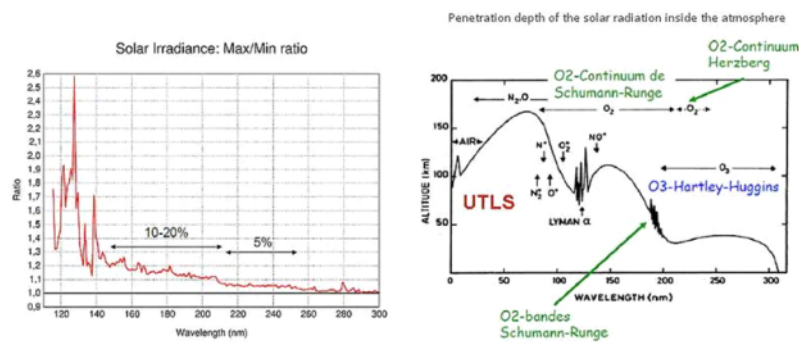 Solar Irradiance: Max/Min ratio
2,6
2,5
2,4
2,3
2,2
2,1
2,0
1,9
1,8
1,7
1,6
1,5
1,4
1,3
1,2
1,1
1,0
0,9
Ratio
10-20%
5%
120 140 160 180 200 220 240 260 280 300
Wavelength (nm)
Penetration depth of the solar radiation inside the atmosphere
O2-Continuum
Herzberg
O2-Continuum de
Schumann-Runge
200
150
100
50
ALTITUDE (km)
N₂O
O₂
O₂
AIR
N⁺
O₂⁺
NO⁺
N₂⁺
O⁺
LYMAN α
O₃
O3-Hartley-Huggins
UTLS
0 50 100 150 200 250 300
WAVELENGTH (nm)
O2-bandes
Schumann-Runge